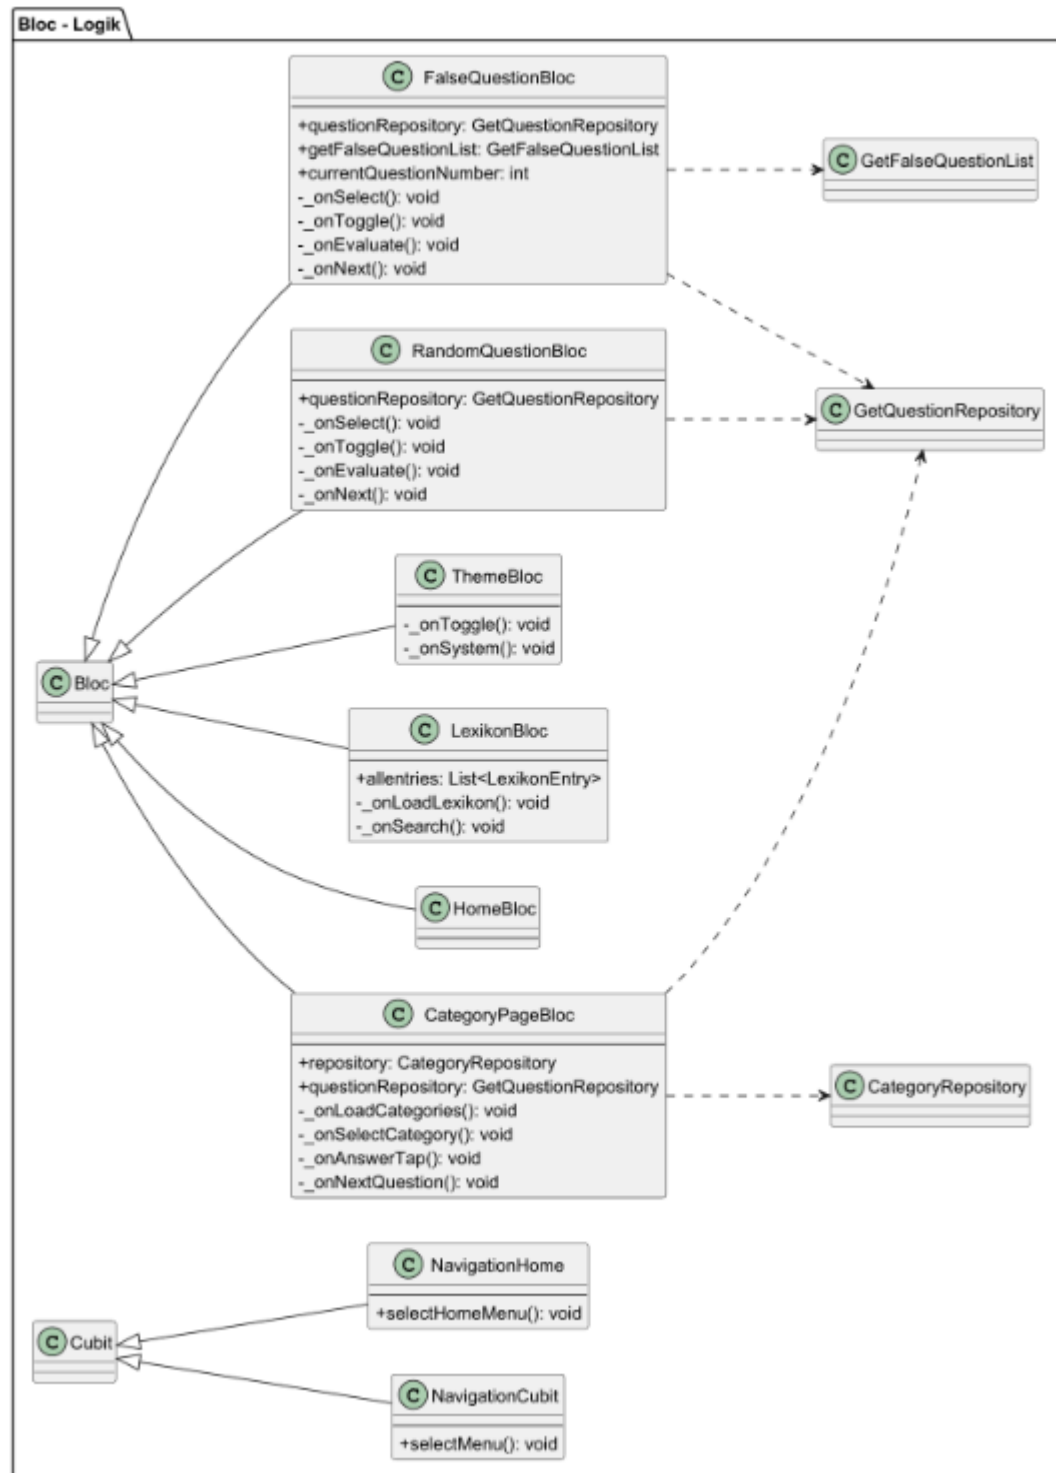 Bloc - Logik
C FalseQuestionBloc
+questionRepository: GetQuestionRepository
+getFalseQuestionList: GetFalseQuestionList
+currentQuestionNumber: int
-_onSelect(): void
-_onToggle(): void
-_onEvaluate(): void
-_onNext(): void
C GetFalseQuestionList
C RandomQuestionBloc
+questionRepository: GetQuestionRepository
-_onSelect(): void
-_onToggle(): void
-_onEvaluate(): void
-_onNext(): void
C GetQuestionRepository
C ThemeBloc
-_onToggle(): void
-_onSystem(): void
C Bloc
C LexikonBloc
+allentries: List<LexikonEntry>
-_onLoadLexikon(): void
-_onSearch(): void
C HomeBloc
C CategoryPageBloc
+repository: CategoryRepository
+questionRepository: GetQuestionRepository
-_onLoadCategories(): void
-_onSelectCategory(): void
-_onAnswerTap(): void
-_onNextQuestion(): void
C CategoryRepository
C NavigationHome
+selectHomeMenu(): void
C Cubit
C NavigationCubit
+selectMenu(): void